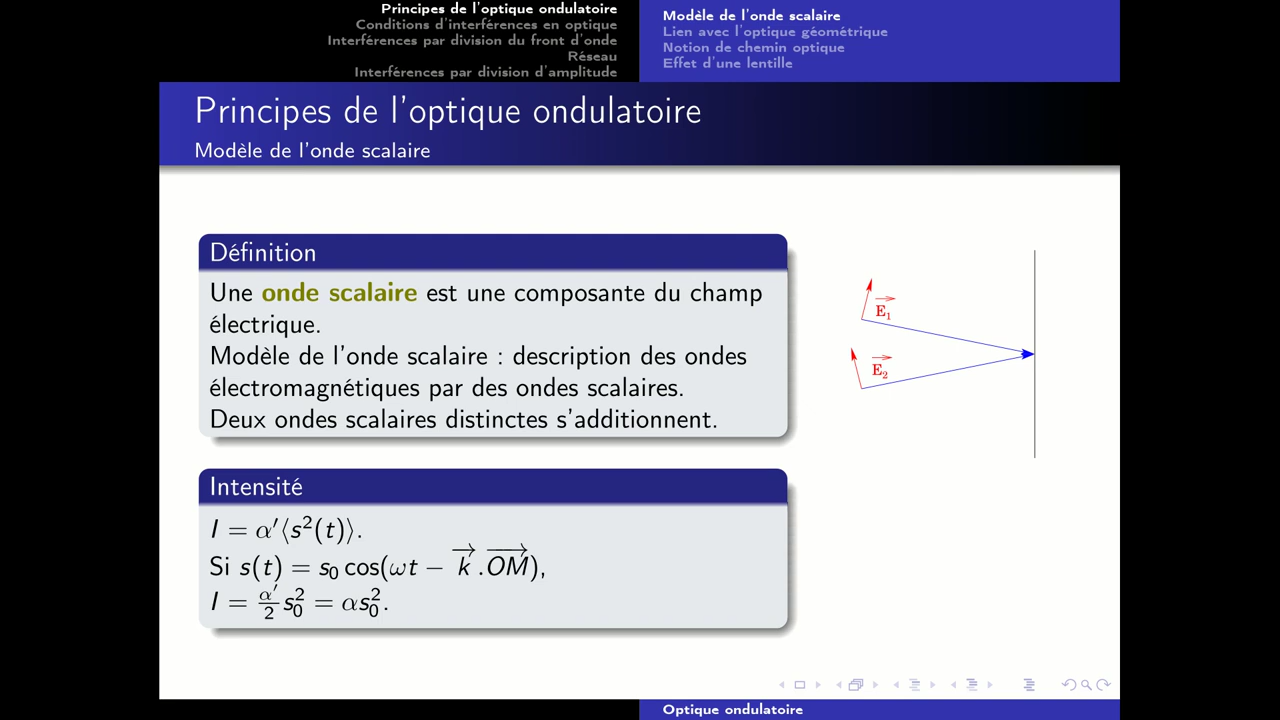 Principes de l'optique ondulatoire
Conditions d'interférences en optique
Interférences par division du front d'onde
Réseau
Interférences par division d'amplitude
Modèle de l'onde scalaire
Lien avec l'optique géométrique
Notion de chemin optique
Effet d'une lentille
Principes de l'optique ondulatoire
Modèle de l'onde scalaire
Définition
Une onde scalaire est une composante du champ
électrique.
Modèle de l'onde scalaire : description des ondes
électromagnétiques par des ondes scalaires.
Deux ondes scalaires distinctes s'additionnent.
E₁
E₂
Intensité
I = α′⟨s²(t)⟩.
Si s(t) = s₀ cos(ωt − k⃗ . O͞M⃗),
I = α′/2 s₀² = αs₀².
Optique ondulatoire